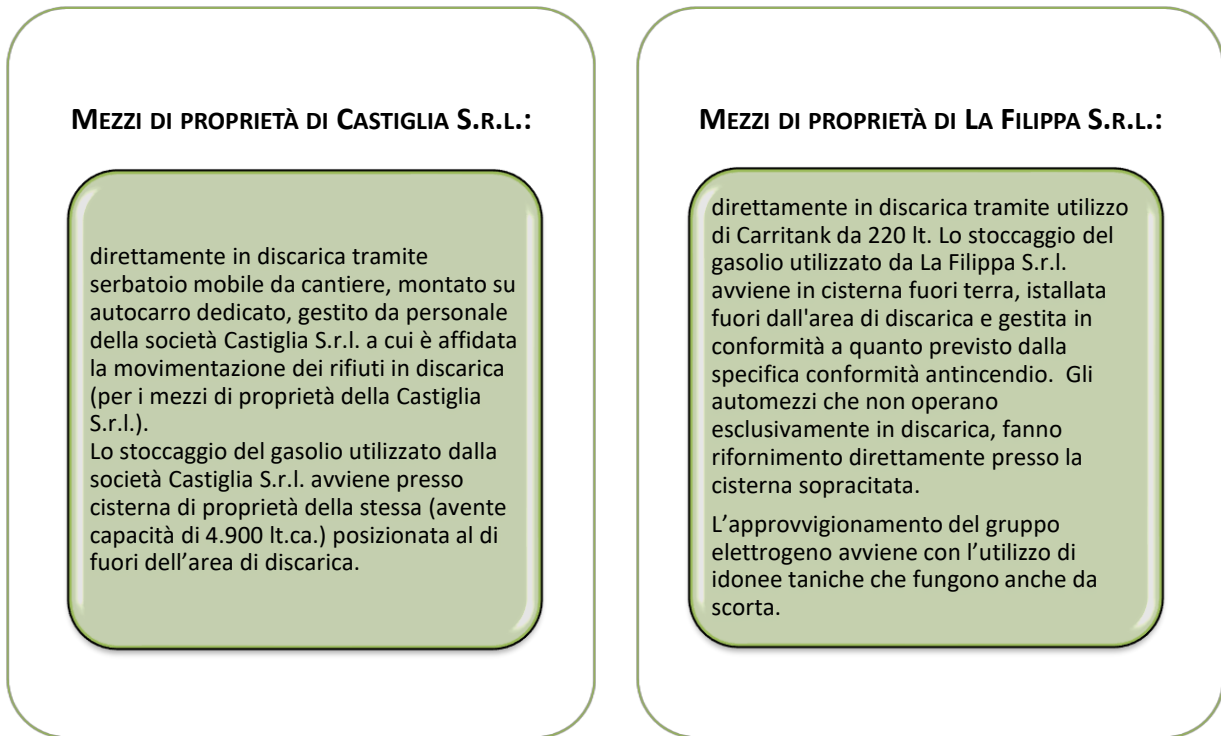 MEZZI DI PROPRIETÀ DI CASTIGLIA S.R.L.:
direttamente in discarica tramite
serbatoio mobile da cantiere, montato su
autocarro dedicato, gestito da personale
della società Castiglia S.r.l. a cui è affidata
la movimentazione dei rifiuti in discarica
(per i mezzi di proprietà della Castiglia
S.r.l.).
Lo stoccaggio del gasolio utilizzato dalla
società Castiglia S.r.l. avviene presso
cisterna di proprietà della stessa (avente
capacità di 4.900 lt.ca.) posizionata al di
fuori dell’area di discarica.
MEZZI DI PROPRIETÀ DI LA FILIPPA S.R.L.:
direttamente in discarica tramite utilizzo
di Carritank da 220 lt. Lo stoccaggio del
gasolio utilizzato da La Filippa S.r.l.
avviene in cisterna fuori terra, istallata
fuori dall'area di discarica e gestita in
conformità a quanto previsto dalla
specifica conformità antincendio.  Gli
automezzi che non operano
esclusivamente in discarica, fanno
rifornimento direttamente presso la
cisterna sopracitata.
L’approvvigionamento del gruppo
elettrogeno avviene con l’utilizzo di
idonee taniche che fungono anche da
scorta.